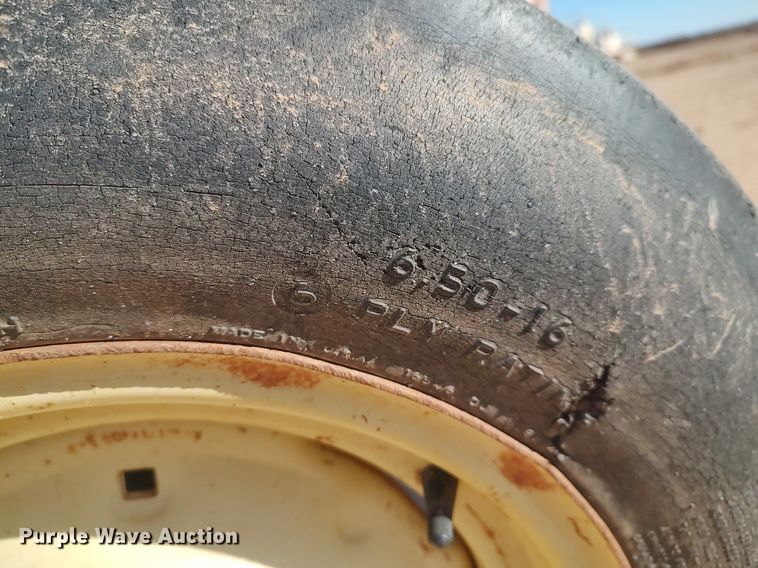 6.50-16
6 PLY RATING
MADE IN U.S.A.
Purple Wave Auction